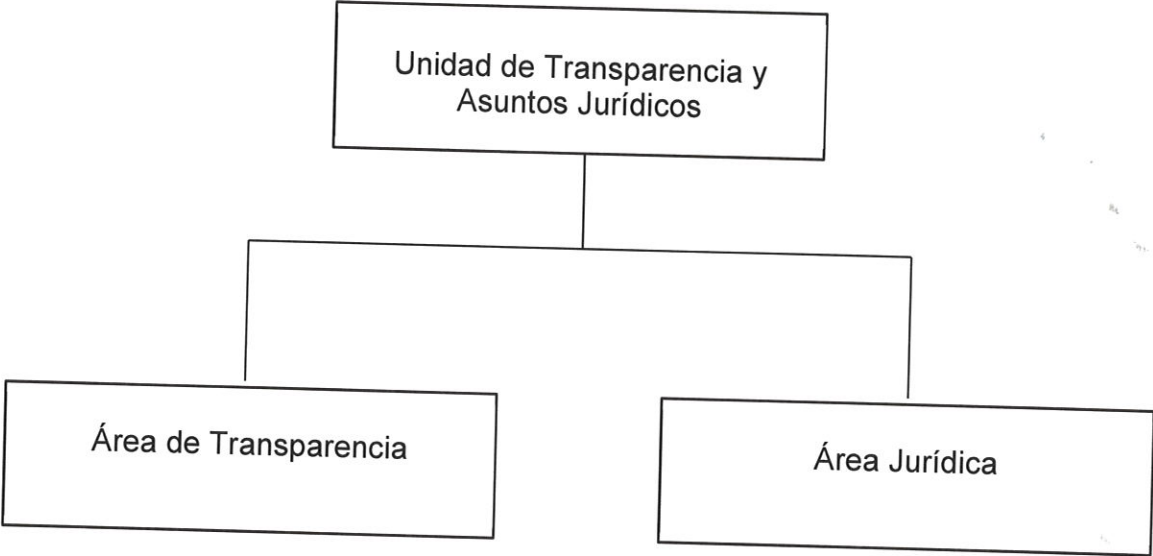 Unidad de Transparencia y
Asuntos Jurídicos
Área de Transparencia
Área Jurídica